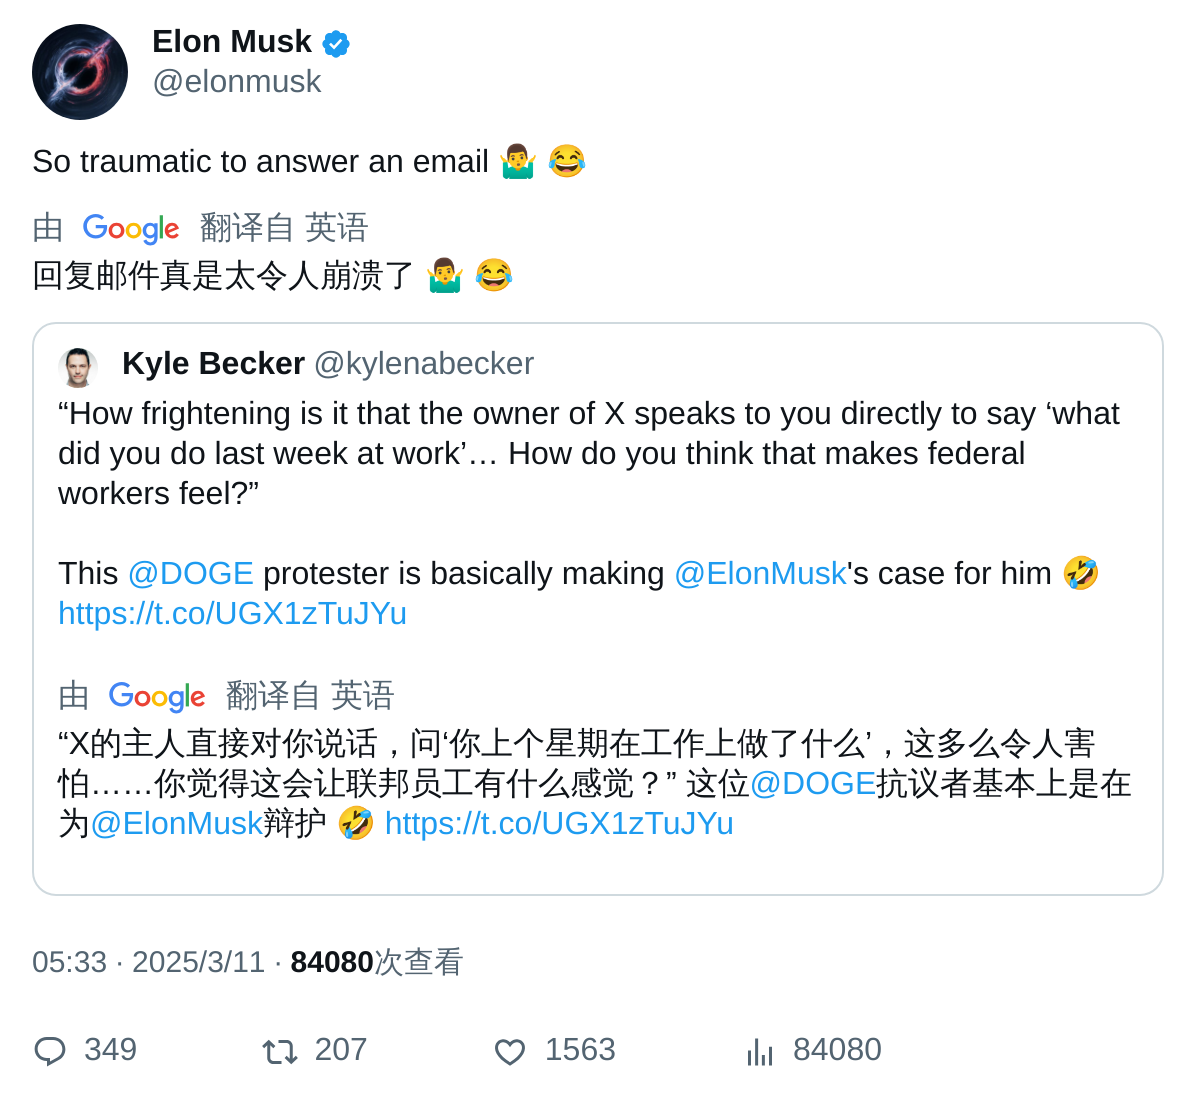 Elon Musk
@elonmusk
So traumatic to answer an email 🤷‍♂️ 😂
由 Google 翻译自 英语
回复邮件真是太令人崩溃了 🤷‍♂️ 😂
Kyle Becker @kylenabecker
“How frightening is it that the owner of X speaks to you directly to say ‘what
did you do last week at work’… How do you think that makes federal
workers feel?”
This @DOGE protester is basically making @ElonMusk's case for him 🤣
https://t.co/UGX1zTuJYu
由 Google 翻译自 英语
“X的主人直接对你说话，问‘你上个星期在工作上做了什么’，这多么令人害
怕……你觉得这会让联邦员工有什么感觉？” 这位@DOGE抗议者基本上是在
为@ElonMusk辩护 🤣 https://t.co/UGX1zTuJYu
05:33 · 2025/3/11 · 84080次查看
349 207 1563 84080